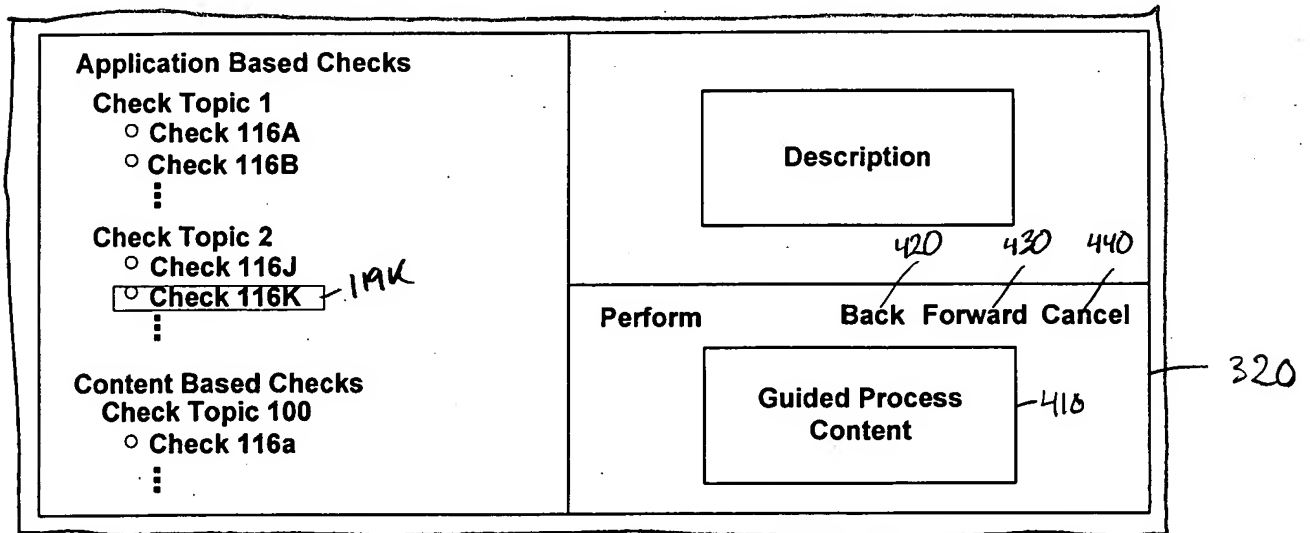 Application Based Checks
Check Topic 1
Check 116A
Check 116B
Check Topic 2
Check 116J
Check 116K
119K
Content Based Checks
Check Topic 100
Check 116a
Description
420 430 440
Perform Back Forward Cancel
Guided Process
Content
410
320